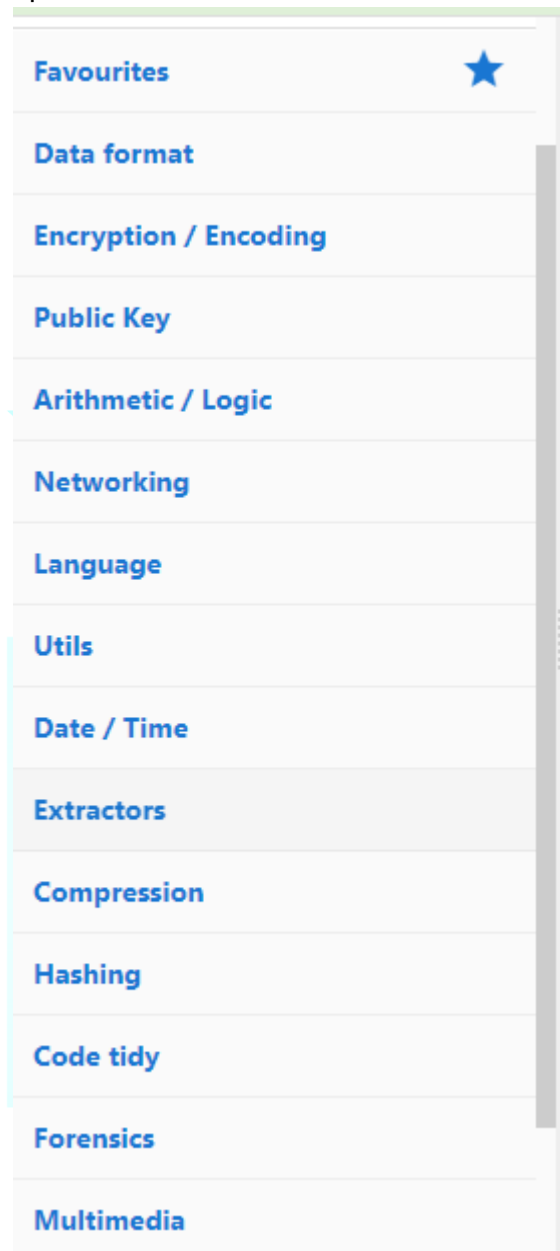 Favourites
Data format
Encryption / Encoding
Public Key
Arithmetic / Logic
Networking
Language
Utils
Date / Time
Extractors
Compression
Hashing
Code tidy
Forensics
Multimedia